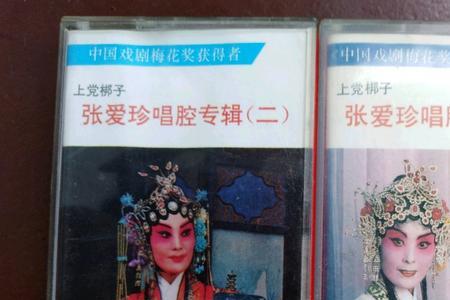 中国戏剧梅花奖获得者
上党梆子
张爱珍唱腔专辑(二)
中国戏剧梅花奖
上党梆子
张爱珍唱